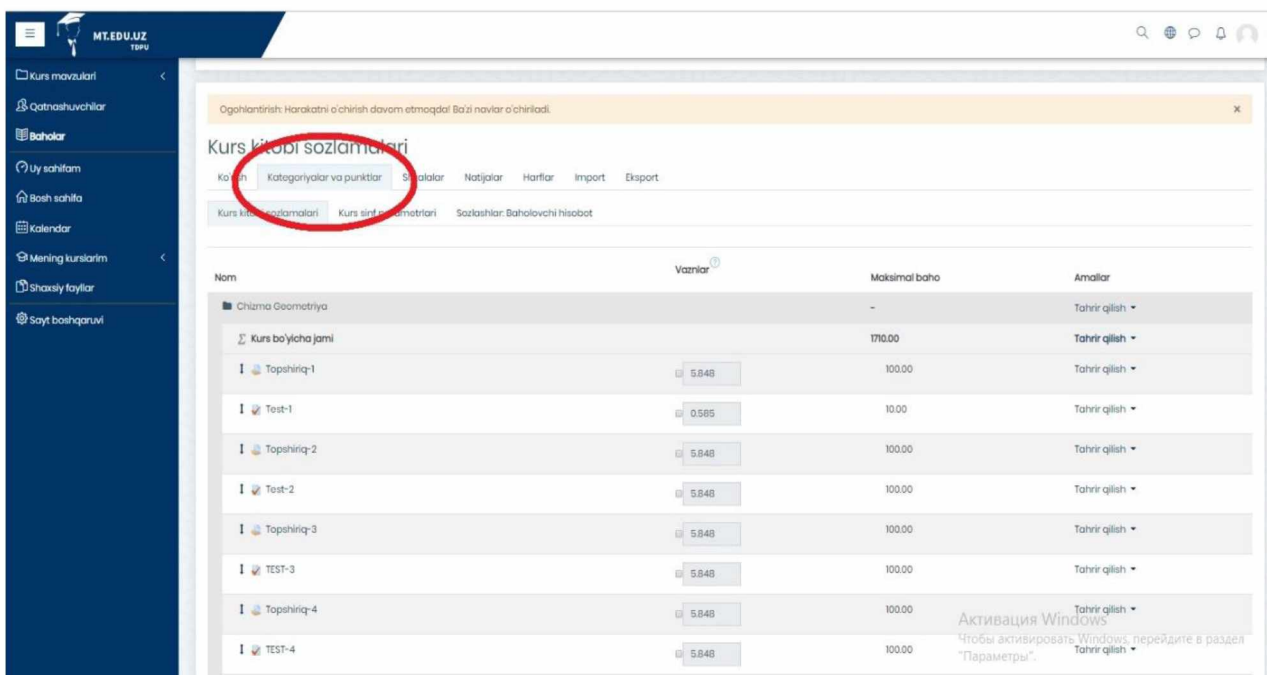 MT.EDU.UZ
TDPU
Kurs mavzulari
Qatnashuvchilar
Baholar
Uy sahifam
Bosh sahifa
Kalendar
Mening kurslarim
Shaxsiy fayllar
Sayt boshqaruvi
Ogohlantirish: Harakatni o'chirish davom etmoqda! Ba'zi navlar o'chiriladi. ×
Kurs kitobi sozlamalari
Kategoriyalar va punktlar Natijalar Harflar Import Eksport
Kurs kitobi sozlamalari Kurs sinf parametrlari Sozlashlar: Baholovchi hisobot
Nom Vaznlar Maksimal baho Amallar
Chizma Geometriya - Tahrir qilish
∑ Kurs bo'yicha jami 1710.00 Tahrir qilish
Topshiriq-1 5.848 100.00 Tahrir qilish
Test-1 0.585 10.00 Tahrir qilish
Topshiriq-2 5.848 100.00 Tahrir qilish
Test-2 5.848 100.00 Tahrir qilish
Topshiriq-3 5.848 100.00 Tahrir qilish
TEST-3 5.848 100.00 Tahrir qilish
Topshiriq-4 5.848 100.00 Tahrir qilish
TEST-4 5.848 100.00 Tahrir qilish
Активация Windows
Чтобы активировать Windows, перейдите в раздел
"Параметры".